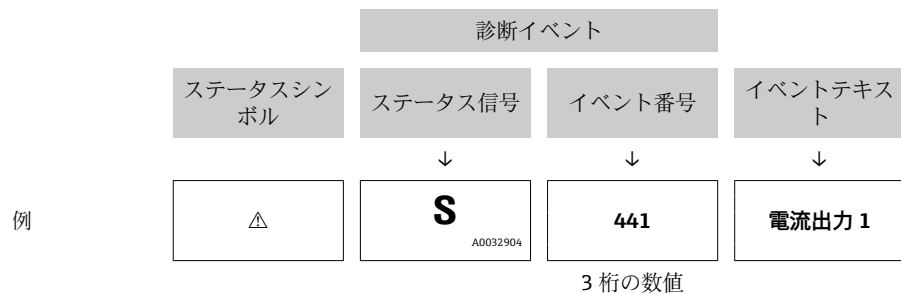 診断イベント
ステータスシン
ボル
ステータス信号
イベント番号
イベントテキス
ト
↓
↓
↓
例
⚠
S
A0032904
441
電流出力 1
3 桁の数値